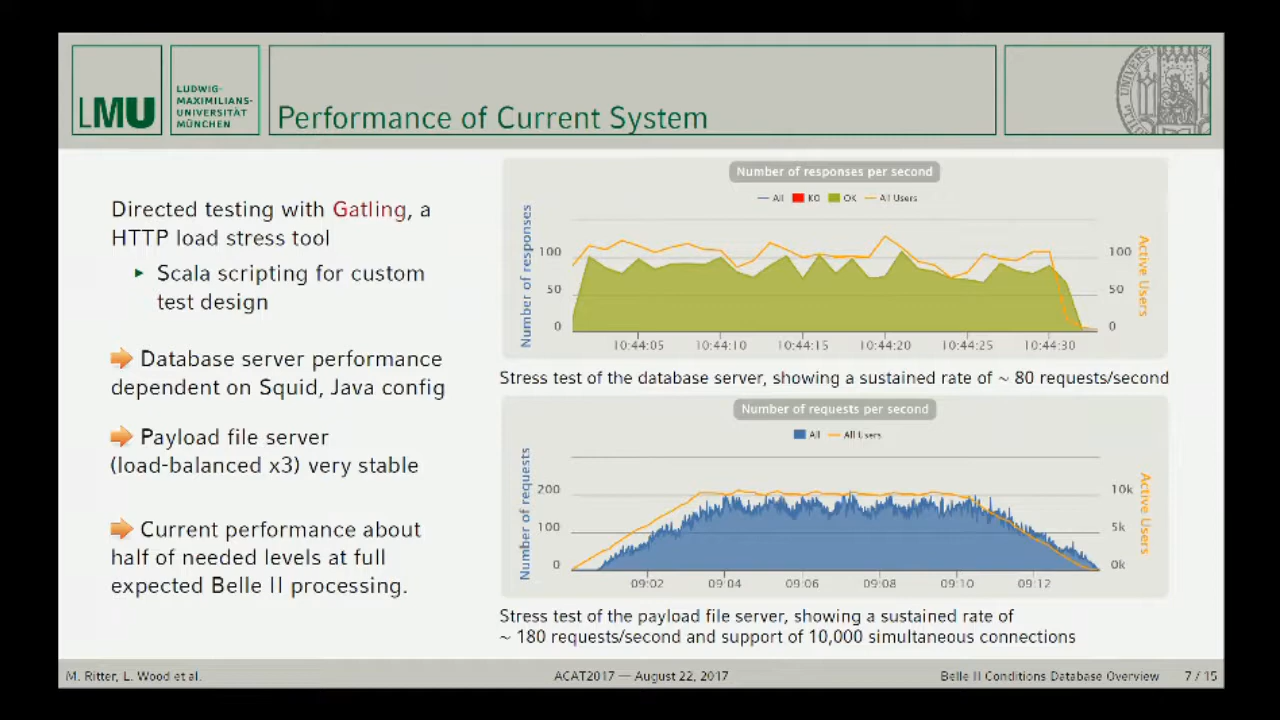 LMU
LUDWIG-
MAXIMILIANS-
UNIVERSITÄT
MÜNCHEN
Performance of Current System
Directed testing with Gatling, a
HTTP load stress tool
Scala scripting for custom
test design
Database server performance
dependent on Squid, Java config
Payload file server
(load-balanced x3) very stable
Current performance about
half of needed levels at full
expected Belle II processing.
Number of responses per second
All KO OK All Users
Number of responses
100
50
0
100
50
0
Active Users
10:44:05 10:44:10 10:44:15 10:44:20 10:44:25 10:44:30
Stress test of the database server, showing a sustained rate of ~ 80 requests/second
Number of requests per second
All All Users
Number of requests
200
100
0
10k
5k
0k
Active Users
09:02 09:04 09:06 09:08 09:10 09:12
Stress test of the payload file server, showing a sustained rate of
~ 180 requests/second and support of 10,000 simultaneous connections
M. Ritter, L. Wood et al. ACAT2017 — August 22, 2017 Belle II Conditions Database Overview 7 / 15